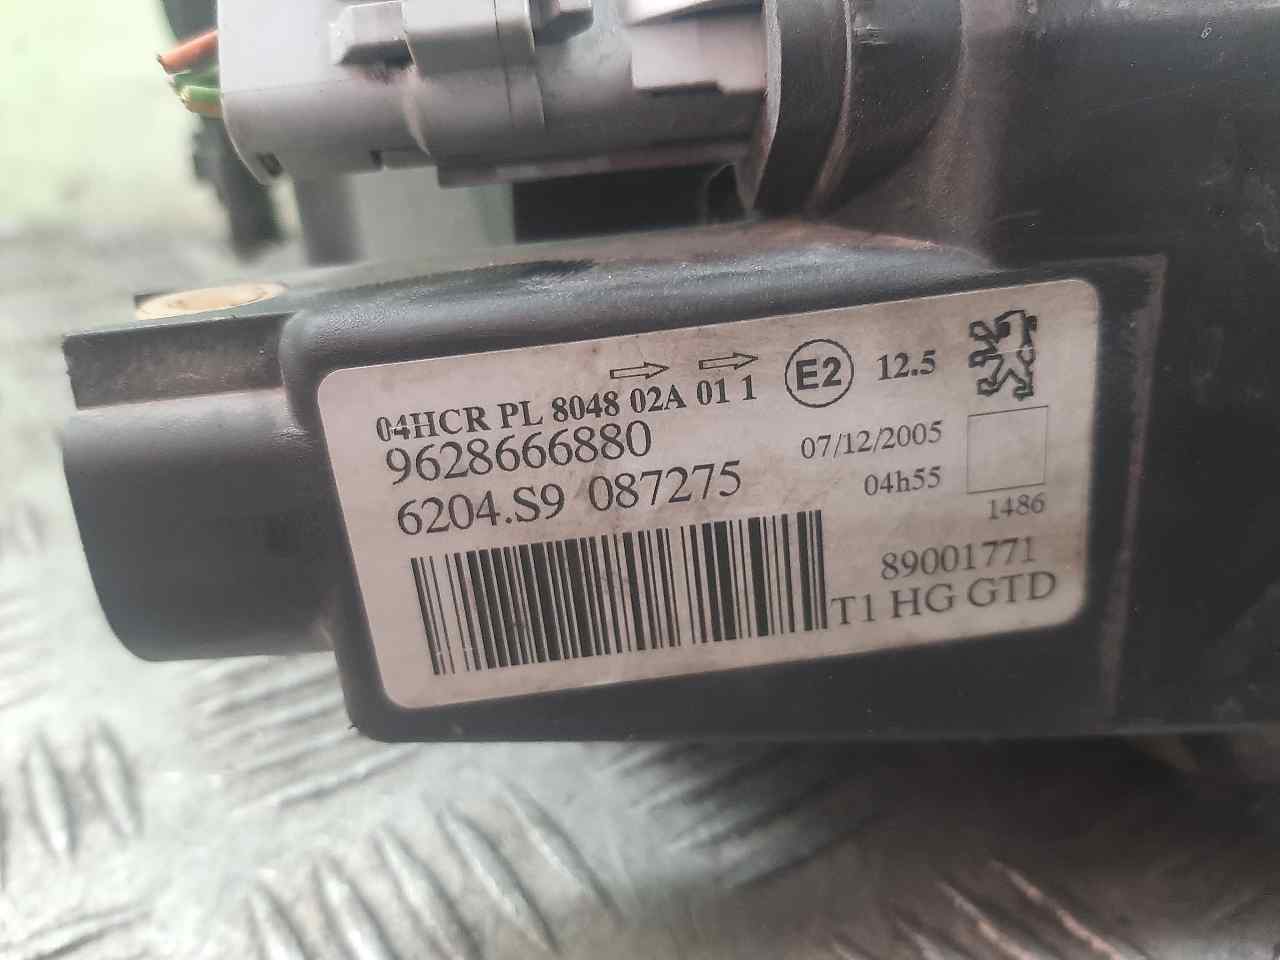 04HCR PL 8048 02A 01 1 E2 12.5
9628666880 07/12/2005
6204.S9 087275 04h55
1486
89001771
T1 HG GTD